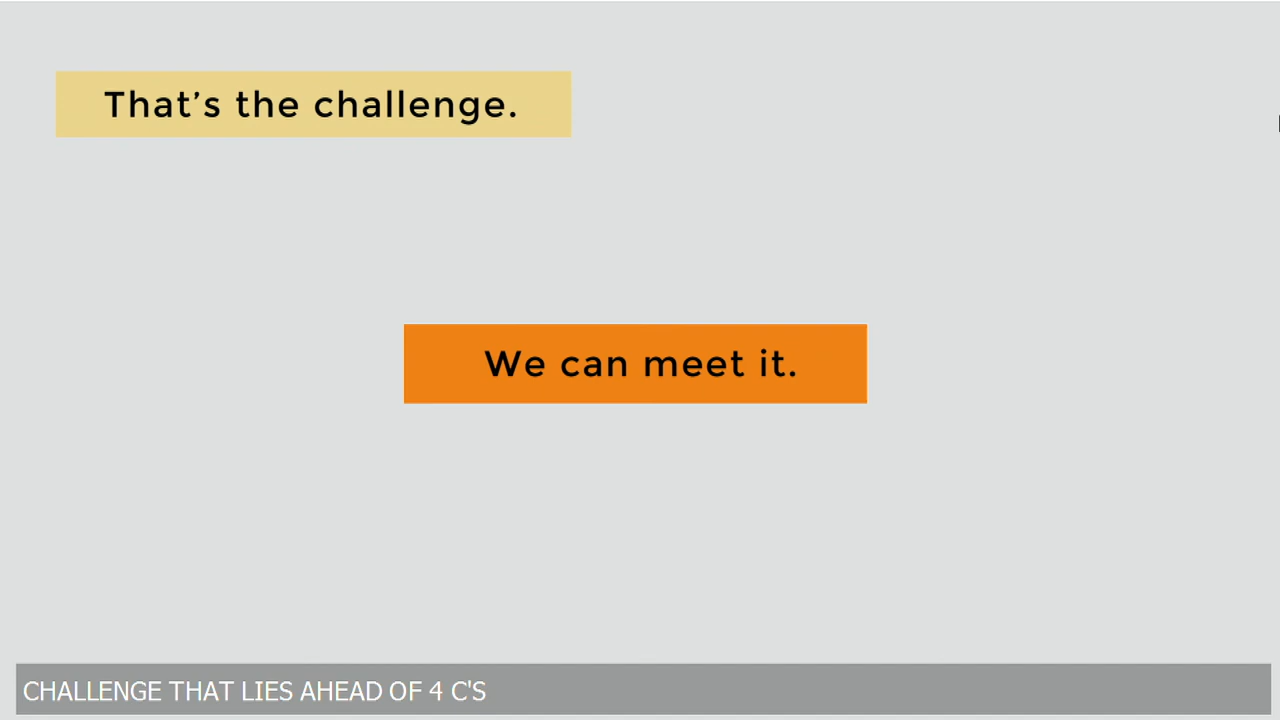 That’s the challenge.
We can meet it.
CHALLENGE THAT LIES AHEAD OF 4 C'S